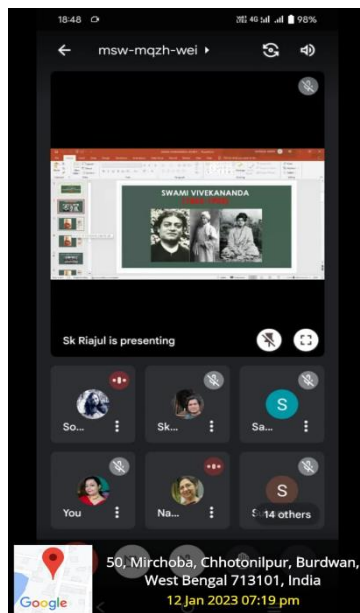 18:48
4G 98%
msw-mqzh-wei
SWAMI VIVEKANANDA
Sk Riajul is presenting
So...
Sk...
S
Sa...
You
Na...
S
14 others
50, Mirchoba, Chhotonilpur, Burdwan,
West Bengal 713101, India
12 Jan 2023 07:19 pm
Google